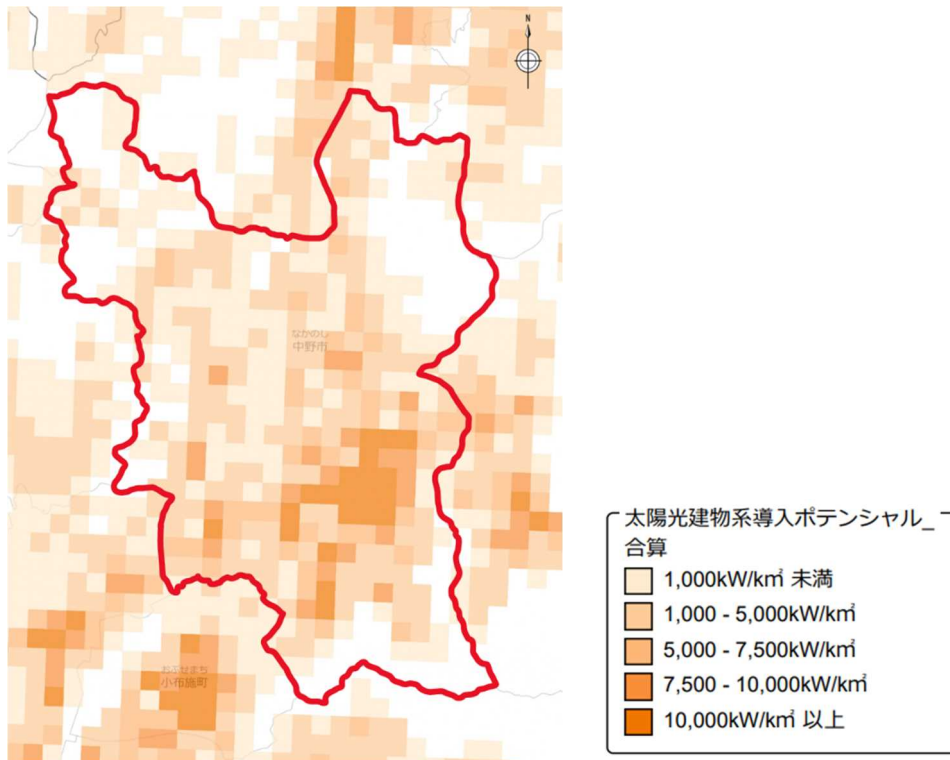 N
なかのし
中野市
おぶせまち
小布施町
太陽光建物系導入ポテンシャル_
合算
1,000kW/k㎡ 未満
1,000 - 5,000kW/k㎡
5,000 - 7,500kW/k㎡
7,500 - 10,000kW/k㎡
10,000kW/k㎡ 以上